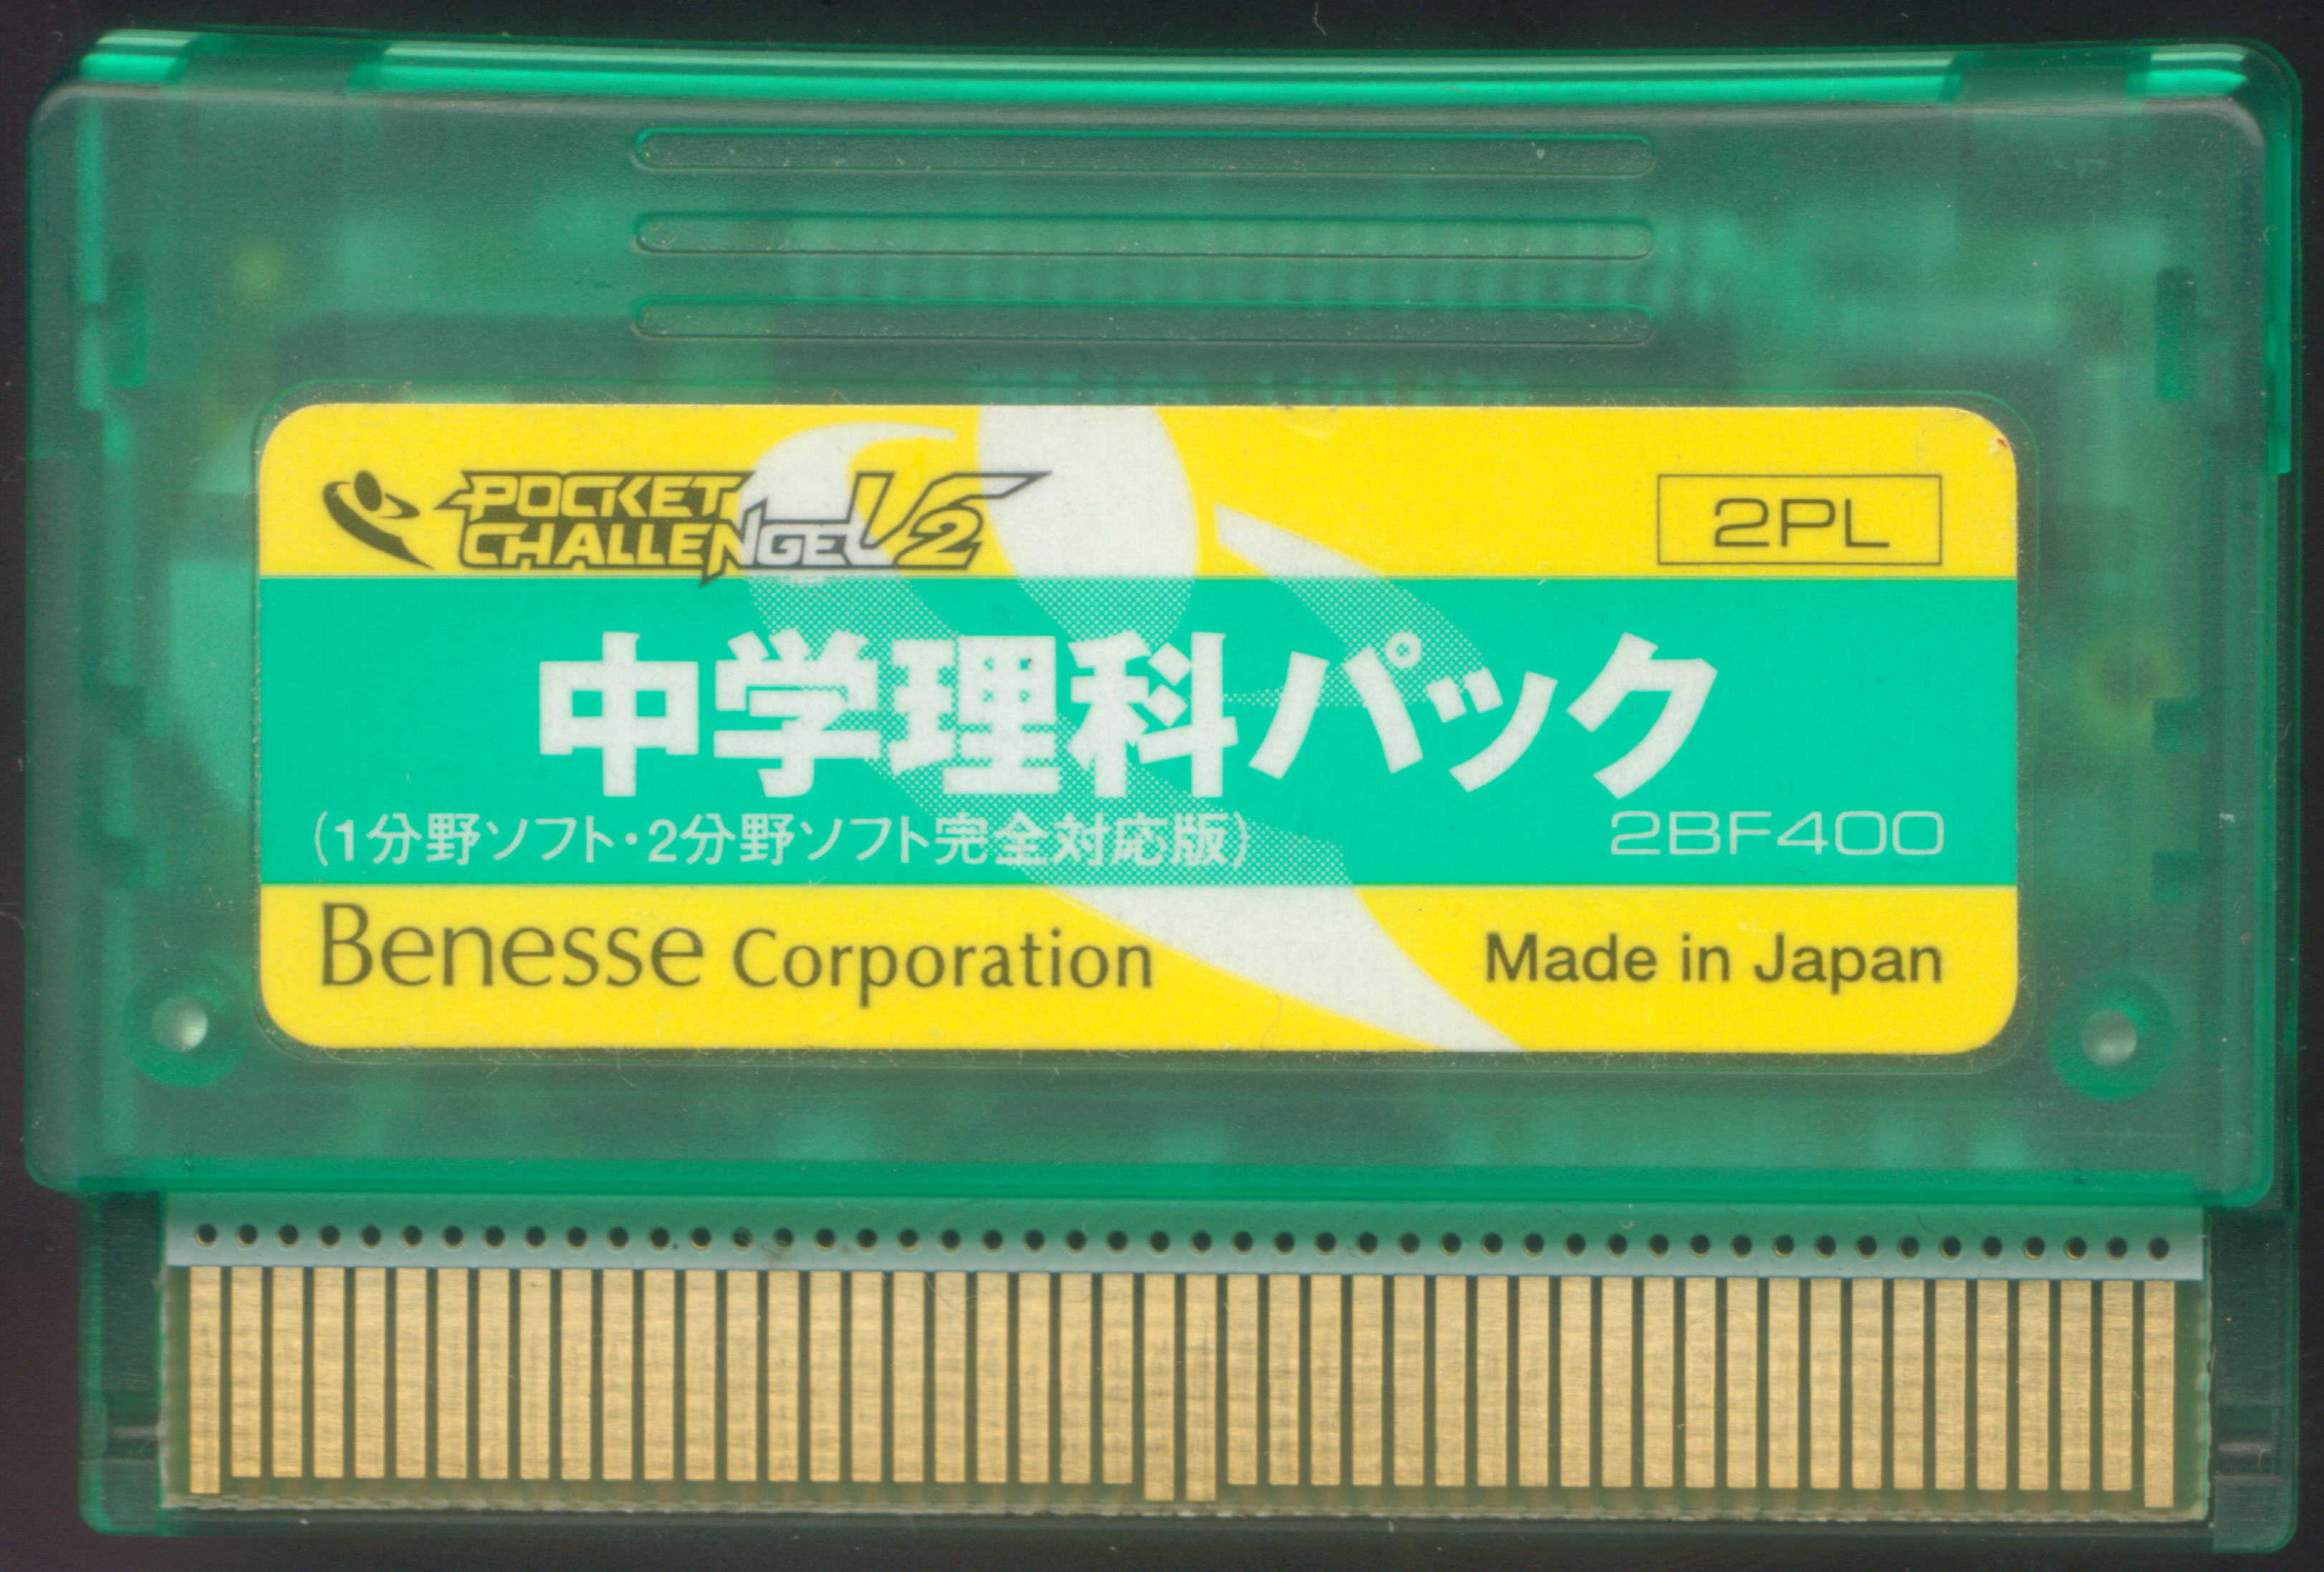 POCKET
CHALLENGE V2
2PL
中学理科パック
(1分野ソフト・2分野ソフト完全対応版)
2BF400
Benesse Corporation
Made in Japan